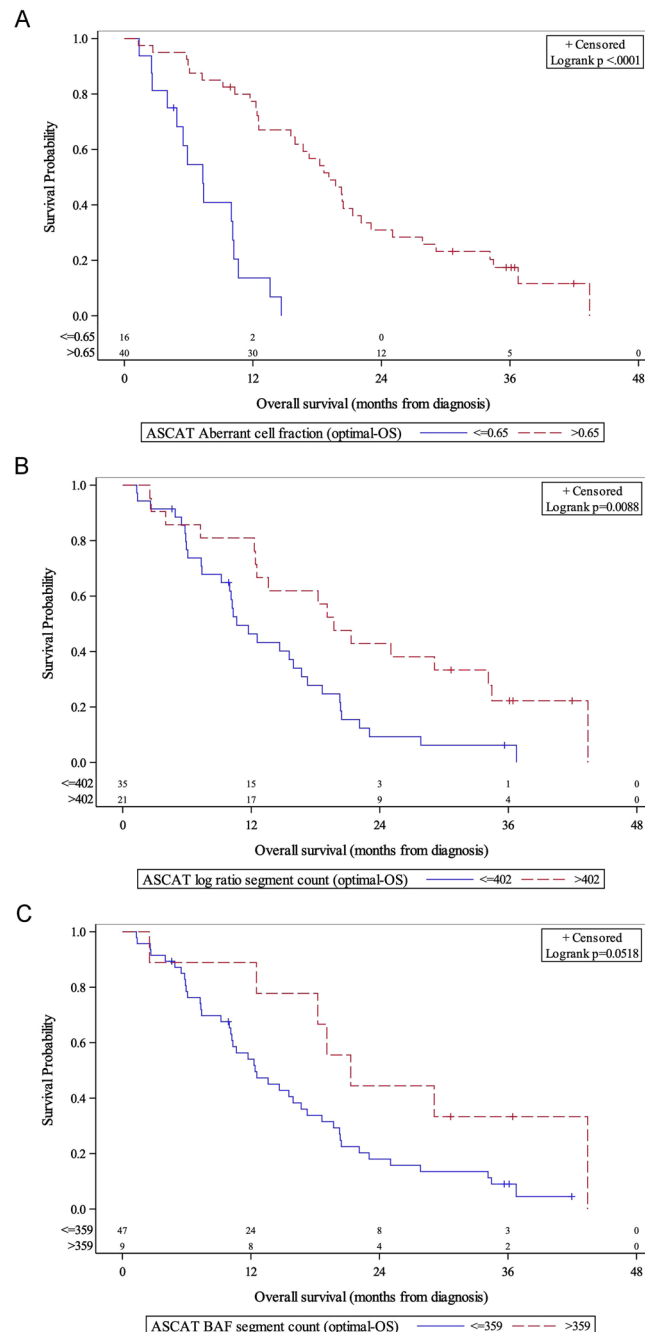 A
+ Censored
Logrank p <.0001
1.0
0.8
0.6
0.4
0.2
0.0
Survival Probability
<=0.65 16 2 0
>0.65 40 30 12 5 0
0 12 24 36 48
Overall survival (months from diagnosis)
ASCAT Aberrant cell fraction (optimal-OS) <=0.65 >0.65
B
+ Censored
Logrank p=0.0088
1.0
0.8
0.6
0.4
0.2
0.0
Survival Probability
<=402 35 15 3 1 0
>402 21 17 9 4 0
0 12 24 36 48
Overall survival (months from diagnosis)
ASCAT log ratio segment count (optimal-OS) <=402 >402
C
+ Censored
Logrank p=0.0518
1.0
0.8
0.6
0.4
0.2
0.0
Survival Probability
<=359 47 24 8 3 0
>359 9 8 4 2 0
0 12 24 36 48
Overall survival (months from diagnosis)
ASCAT BAF segment count (optimal-OS) <=359 >359